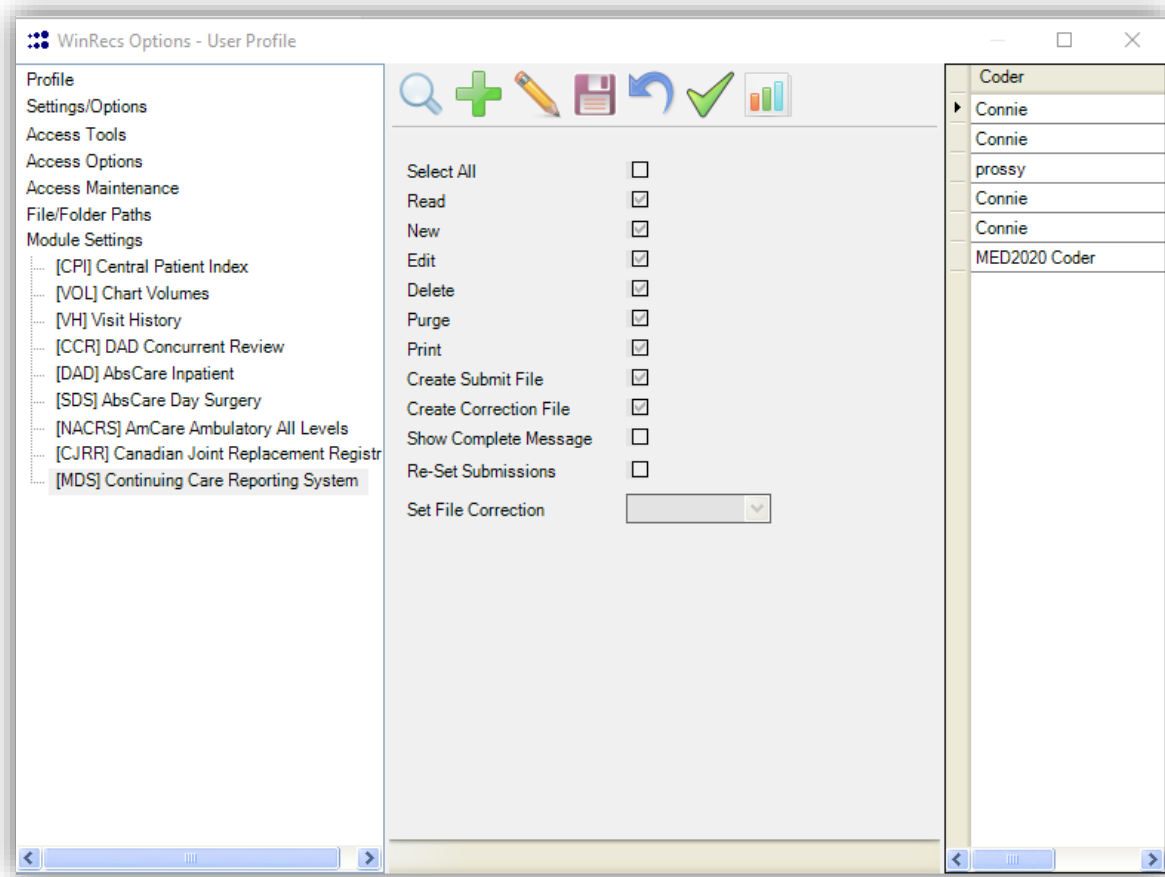 WinRecs Options - User Profile
Profile
Settings/Options
Access Tools
Access Options
Access Maintenance
File/Folder Paths
Module Settings
[CPI] Central Patient Index
[VOL] Chart Volumes
[VH] Visit History
[CCR] DAD Concurrent Review
[DAD] AbsCare Inpatient
[SDS] AbsCare Day Surgery
[NACRS] AmCare Ambulatory All Levels
[CJRR] Canadian Joint Replacement Registr
[MDS] Continuing Care Reporting System
Select All
Read
New
Edit
Delete
Purge
Print
Create Submit File
Create Correction File
Show Complete Message
Re-Set Submissions
Set File Correction
Coder
Connie
Connie
prossy
Connie
Connie
MED2020 Coder